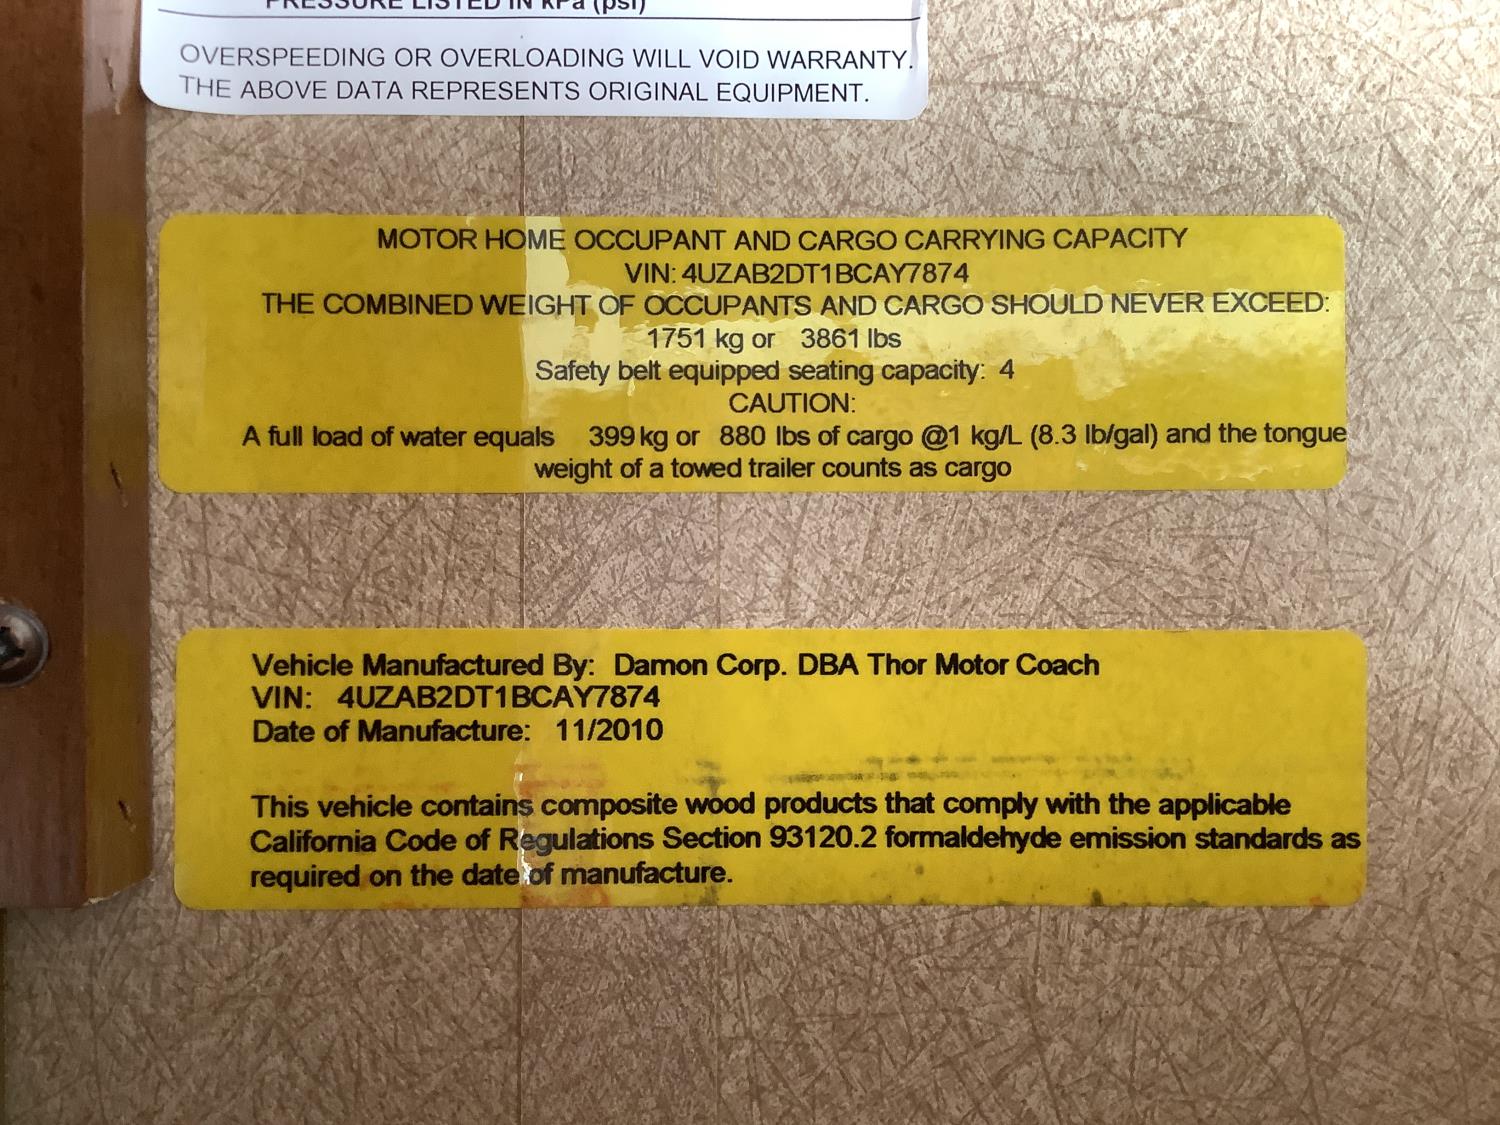 PRESSURE LISTED IN kPa (psi)
OVERSPEEDING OR OVERLOADING WILL VOID WARRANTY.
THE ABOVE DATA REPRESENTS ORIGINAL EQUIPMENT.
MOTOR HOME OCCUPANT AND CARGO CARRYING CAPACITY
VIN: 4UZAB2DT1BCAY7874
THE COMBINED WEIGHT OF OCCUPANTS AND CARGO SHOULD NEVER EXCEED:
1751 kg or 3861 lbs
Safety belt equipped seating capacity: 4
CAUTION:
A full load of water equals 399 kg or 880 lbs of cargo @1 kg/L (8.3 lb/gal) and the tongue
weight of a towed trailer counts as cargo
Vehicle Manufactured By: Damon Corp. DBA Thor Motor Coach
VIN: 4UZAB2DT1BCAY7874
Date of Manufacture: 11/2010
This vehicle contains composite wood products that comply with the applicable
California Code of Regulations Section 93120.2 formaldehyde emission standards as
required on the date of manufacture.